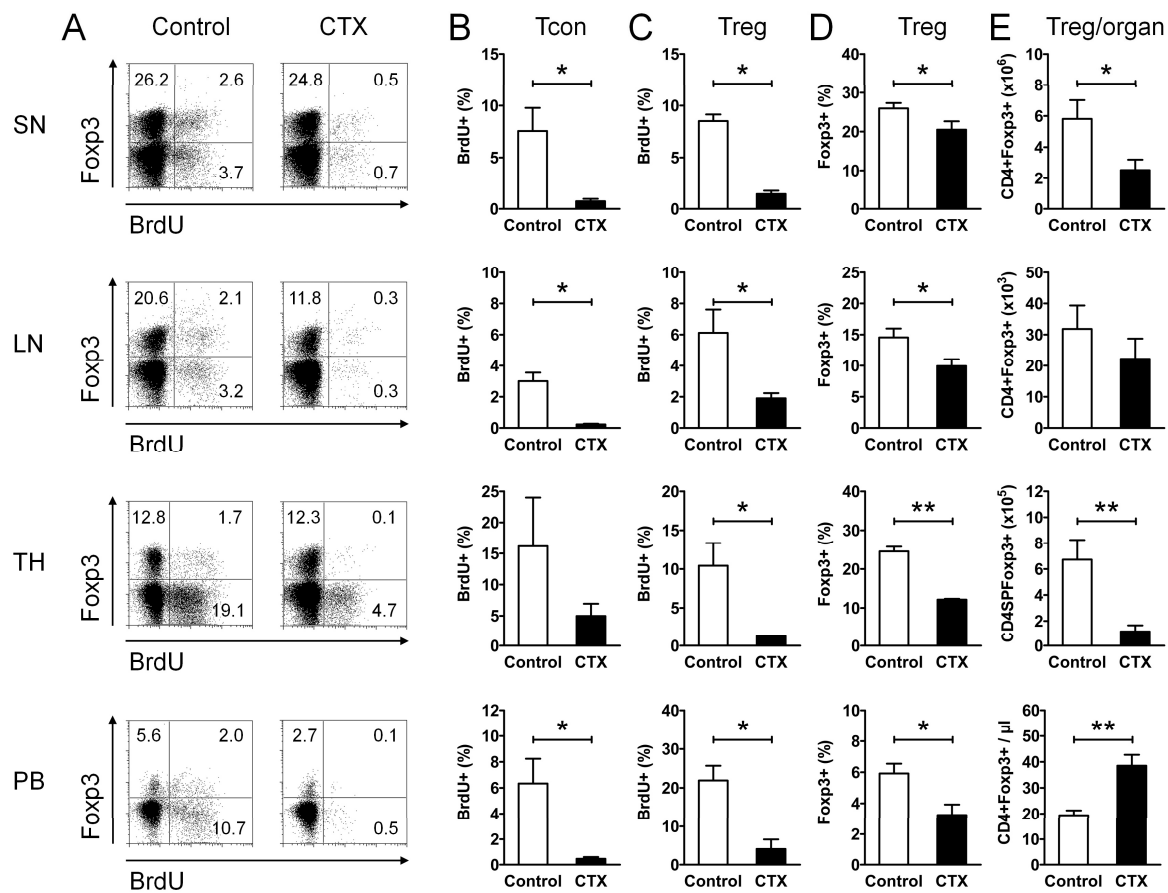 A Control CTX B Tcon C Treg D Treg E Treg/organ
SN
Foxp3
26.2 2.6
3.7
24.8 0.5
0.7
BrdU
BrdU+ (%)
15
10
5
0
*
Control CTX
BrdU+ (%)
15
10
5
0
*
Control CTX
Foxp3+ (%)
40
30
20
10
0
*
Control CTX
CD4+Foxp3+ (x10⁶)
8
6
4
2
0
*
Control CTX
LN
Foxp3
20.6 2.1
3.2
11.8 0.3
0.3
BrdU
BrdU+ (%)
6
4
2
0
*
Control CTX
BrdU+ (%)
8
6
4
2
0
*
Control CTX
Foxp3+ (%)
25
20
15
10
5
0
*
Control CTX
CD4+Foxp3+ (x10³)
50
40
30
20
10
0
Control CTX
TH
Foxp3
12.8 1.7
19.1
12.3 0.1
4.7
BrdU
BrdU+ (%)
25
20
15
10
5
0
Control CTX
BrdU+ (%)
20
15
10
5
0
*
Control CTX
Foxp3+ (%)
40
30
20
10
0
**
Control CTX
CD4SPFoxp3+ (x10⁵)
12
10
8
6
4
2
0
**
Control CTX
PB
Foxp3
5.6 2.0
10.7
2.7 0.1
0.5
BrdU
BrdU+ (%)
12
10
8
6
4
2
0
*
Control CTX
BrdU+ (%)
40
30
20
10
0
*
Control CTX
Foxp3+ (%)
10
8
6
4
2
0
*
Control CTX
CD4+Foxp3+ / µl
60
50
40
30
20
10
0
**
Control CTX